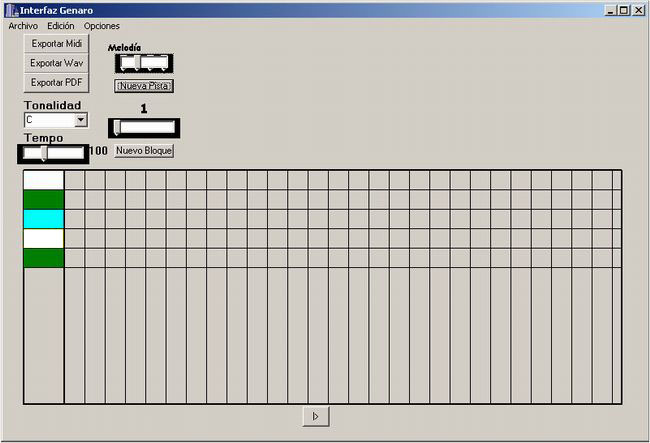 Interfaz Genaro
Archivo Edición Opciones
Exportar Midi
Exportar Wav
Exportar PDF
Melodía
Nueva Pista
Tonalidad
C
1
Tempo
100
Nuevo Bloque